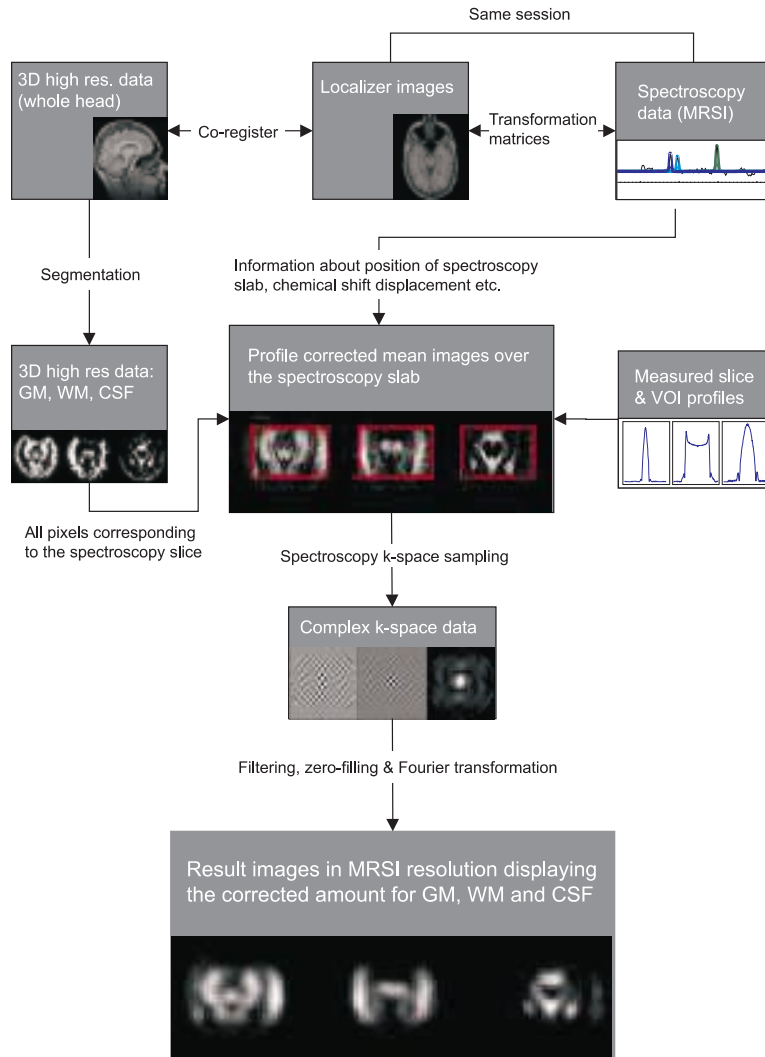 Same session
3D high res. data
(whole head)
Localizer images
Spectroscopy
data (MRSI)
Co-register
Transformation
matrices
Segmentation
Information about position of spectroscopy
slab, chemical shift displacement etc.
3D high res data:
GM, WM, CSF
Profile corrected mean images over
the spectroscopy slab
Measured slice
& VOI profiles
All pixels corresponding
to the spectroscopy slice
Spectroscopy k-space sampling
Complex k-space data
Filtering, zero-filling & Fourier transformation
Result images in MRSI resolution displaying
the corrected amount for GM, WM and CSF